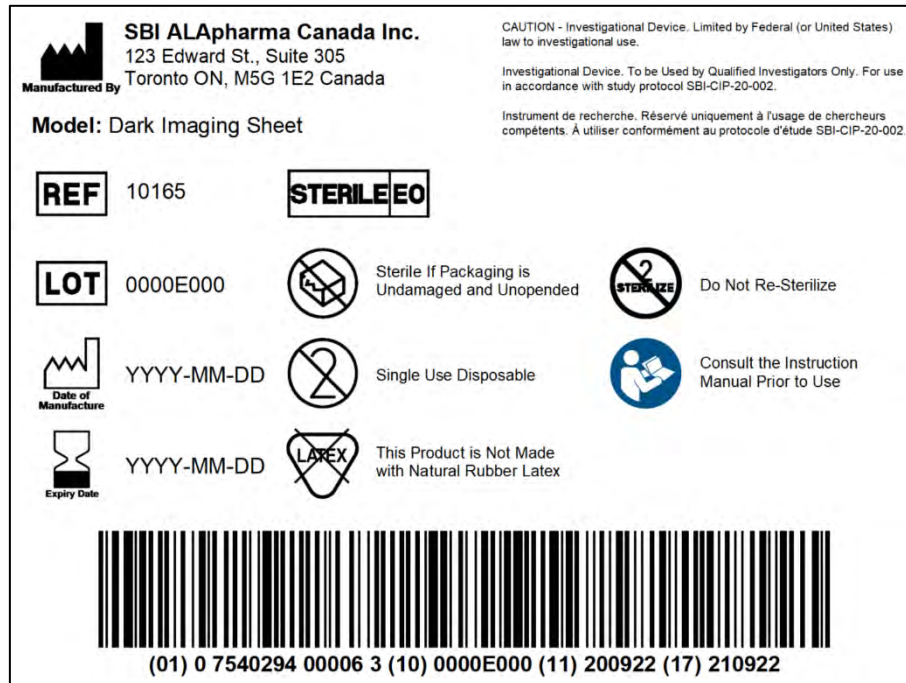 SBI ALApharma Canada Inc.
123 Edward St., Suite 305
Toronto ON, M5G 1E2 Canada
Manufactured By
Model: Dark Imaging Sheet
CAUTION - Investigational Device. Limited by Federal (or United States)
law to investigational use.
Investigational Device. To be Used by Qualified Investigators Only. For use
in accordance with study protocol SBI-CIP-20-002.
Instrument de recherche. Réservé uniquement à l'usage de chercheurs
compétents. À utiliser conformément au protocole d'étude SBI-CIP-20-002.
REF 10165
STERILE EO
LOT 0000E000
Sterile If Packaging is
Undamaged and Unopended
2
STERILIZE
Do Not Re-Sterilize
Date of
Manufacture
YYYY-MM-DD
2
Single Use Disposable
Consult the Instruction
Manual Prior to Use
Expiry Date
YYYY-MM-DD
LATEX
This Product is Not Made
with Natural Rubber Latex
(01) 0 7540294 00006 3 (10) 0000E000 (11) 200922 (17) 210922